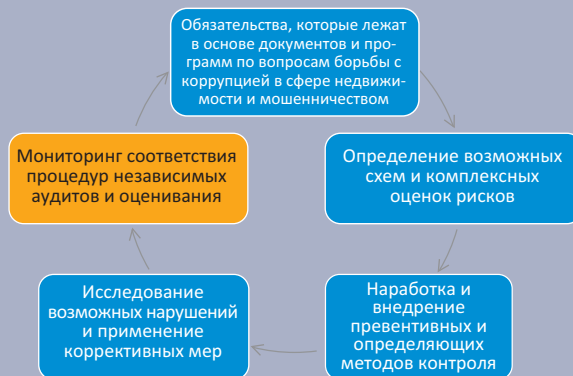 Обязательства, которые лежат
в основе документов и про-
грамм по вопросам борьбы с
коррупцией в сфере недвижи-
мости и мошенничеством
Определение возможных
схем и комплексных
оценок рисков
Наработка и
внедрение
превентивных и
определяющих
методов контроля
Исследование
возможных нарушений
и применение
коррективных мер
Мониторинг соответствия
процедур независимых
аудитов и оценивания